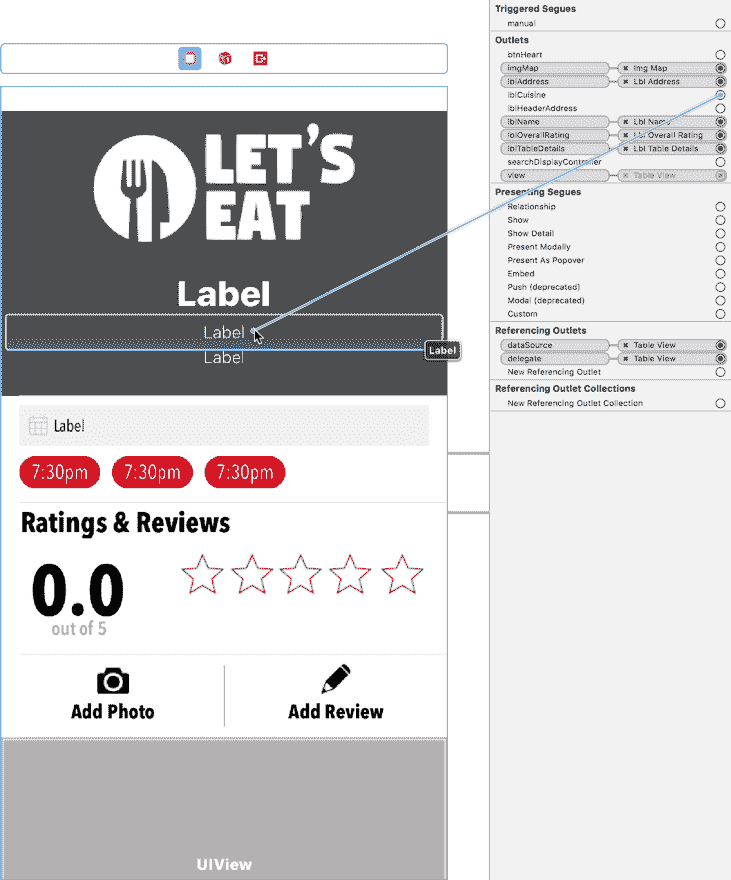 LET'S
EAT
Label
Label
Label
Label
Label
7:30pm 7:30pm 7:30pm
Ratings & Reviews
0.0
out of 5
Add Photo Add Review
UIView
Triggered Segues
manual
Outlets
btnHeart
imgMap Img Map
lblAddress Lbl Address
lblCuisine
lblHeaderAddress
lblName Lbl Name
lblOverallRating Lbl Overall Rating
lblTableDetails Lbl Table Details
searchDisplayController
view Table View
Presenting Segues
Relationship
Show
Show Detail
Present Modally
Present As Popover
Embed
Push (deprecated)
Modal (deprecated)
Custom
Referencing Outlets
dataSource Table View
delegate Table View
New Referencing Outlet
Referencing Outlet Collections
New Referencing Outlet Collection